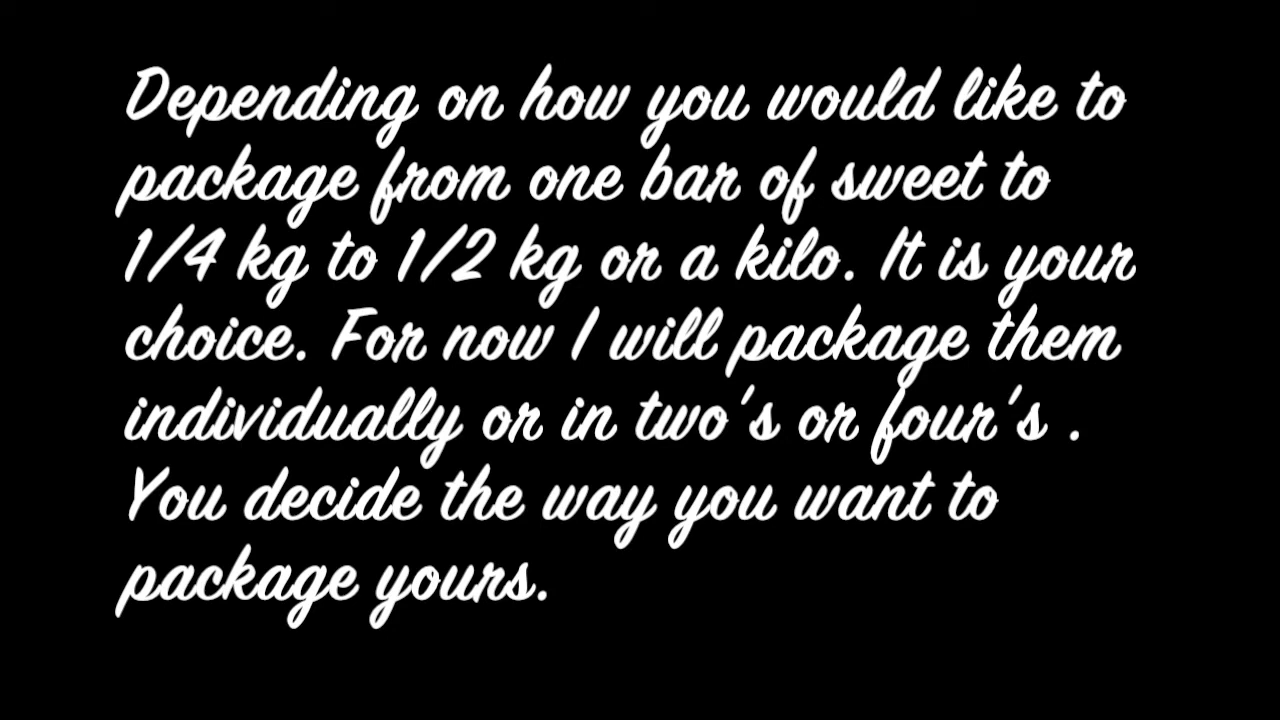 Depending on how you would like to
package from one bar of sweet to
1/4 kg to 1/2 kg or a kilo. It is your
choice. For now I will package them
individually or in two's or four's .
You decide the way you want to
package yours.